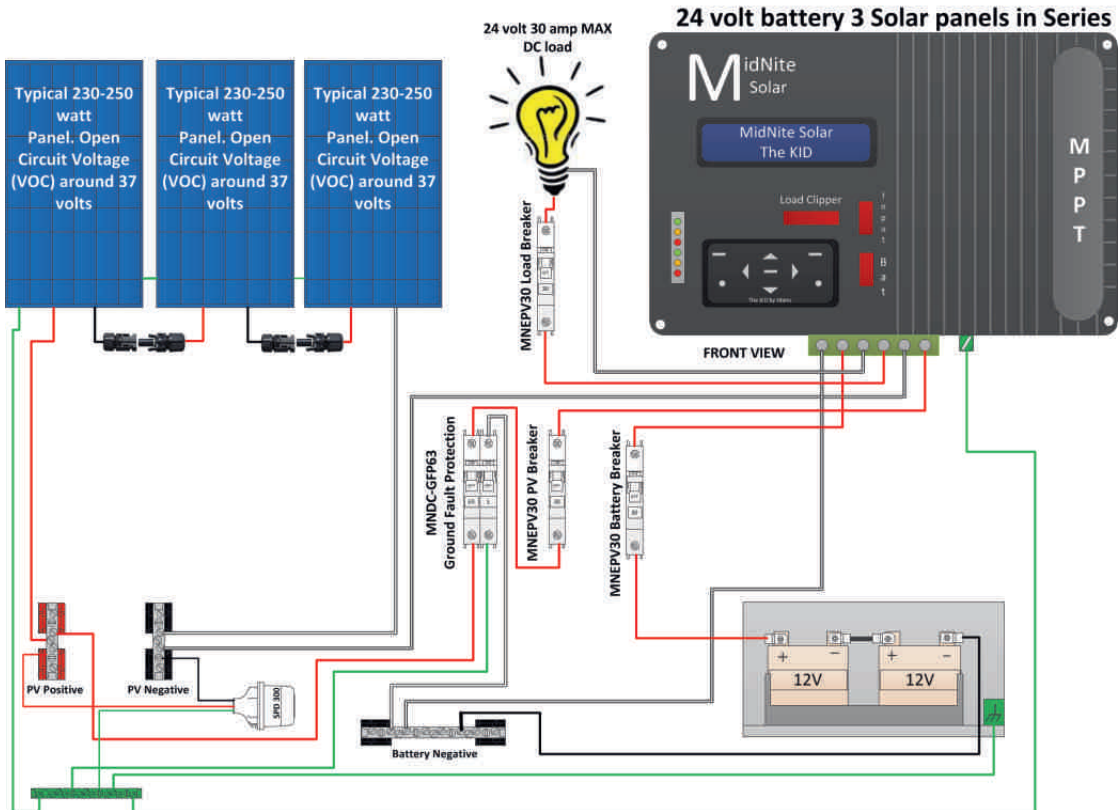 24 volt battery 3 Solar panels in Series
24 volt 30 amp MAX
DC load
Typical 230-250
watt
Panel. Open
Circuit Voltage
(VOC) around 37
volts
Typical 230-250
watt
Panel. Open
Circuit Voltage
(VOC) around 37
volts
Typical 230-250
watt
Panel. Open
Circuit Voltage
(VOC) around 37
volts
MidNite
Solar
MidNite Solar
The KID
Load Clipper
Input
Bat
MPPT
MNEPV30 Load Breaker
FRONT VIEW
MNDC-GFP63
Ground Fault Protection
MNEPV30 PV Breaker
MNEPV30 Battery Breaker
PV Positive
PV Negative
SPD 300
Battery Negative
+ -
12V
+ -
12V